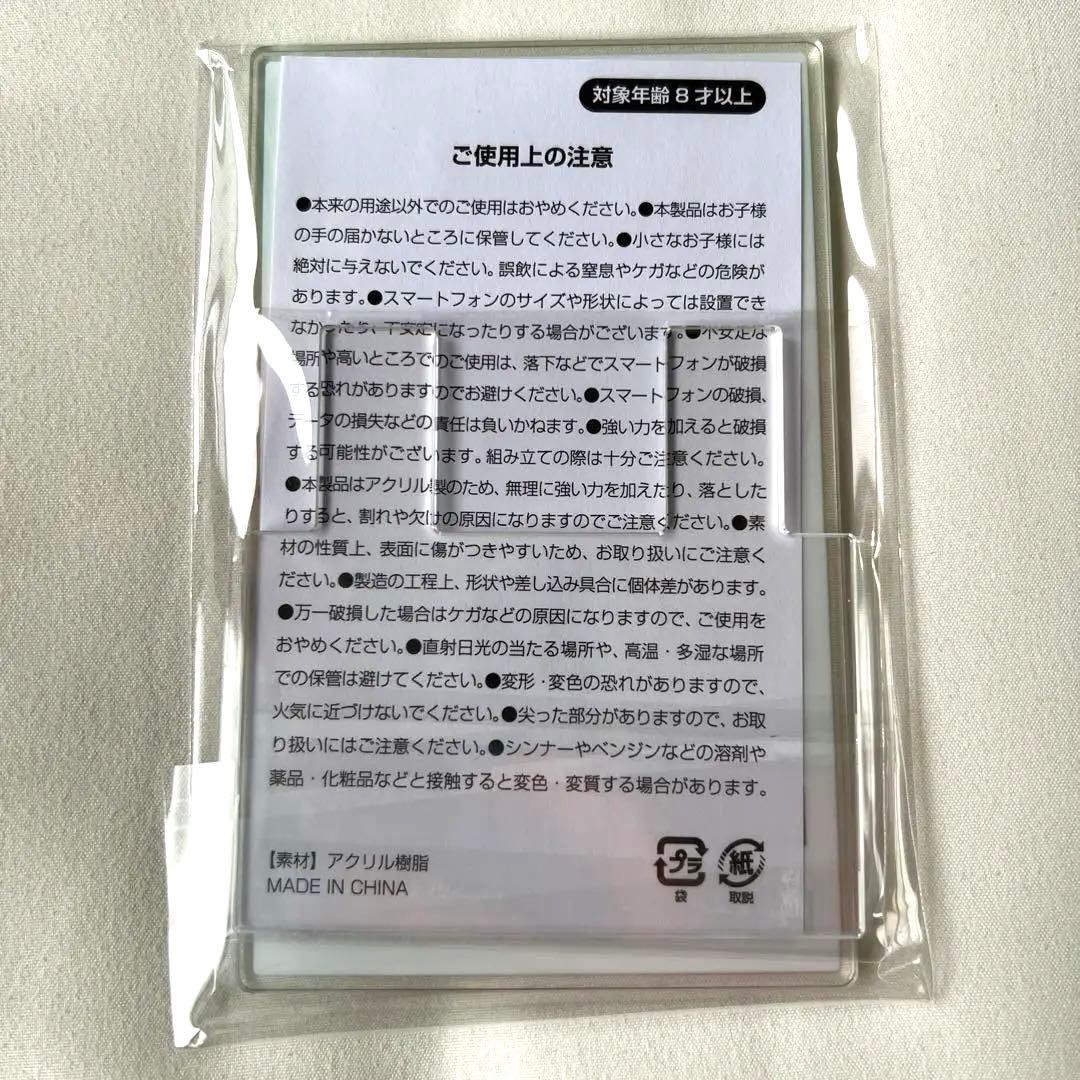 対象年齢8才以上
ご使用上の注意
●本来の用途以外でのご使用はおやめください。●本製品はお子様
の手の届かないところに保管してください。●小さなお子様には
絶対に与えないでください。誤飲による窒息やケガなどの危険が
あります。●スマートフォンのサイズや形状によっては設置でき
なかったり、不安定になったりする場合がございます。●不安定な
場所や高いところでのご使用は、落下などでスマートフォンが破損
する恐れがありますのでお避けください。●スマートフォンの破損、
データの損失などの責任は負いかねます。●強い力を加えると破損
する可能性がございます。組み立ての際は十分ご注意ください。
●本製品はアクリル製のため、無理に強い力を加えたり、落とした
りすると、割れや欠けの原因になりますのでご注意ください。●素
材の性質上、表面に傷がつきやすいため、お取り扱いにご注意く
ださい。●製造の工程上、形状や差し込み具合に個体差があります。
●万一破損した場合はケガなどの原因になりますので、ご使用を
おやめください。●直射日光の当たる場所や、高温・多湿な場所
での保管は避けてください。●変形・変色の恐れがありますので、
火気に近づけないでください。●尖った部分がありますので、お取
り扱いにはご注意ください。●シンナーやベンジンなどの溶剤や
薬品・化粧品などと接触すると変色・変質する場合があります。
【素材】アクリル樹脂
MADE IN CHINA
プラ 紙
袋 取説